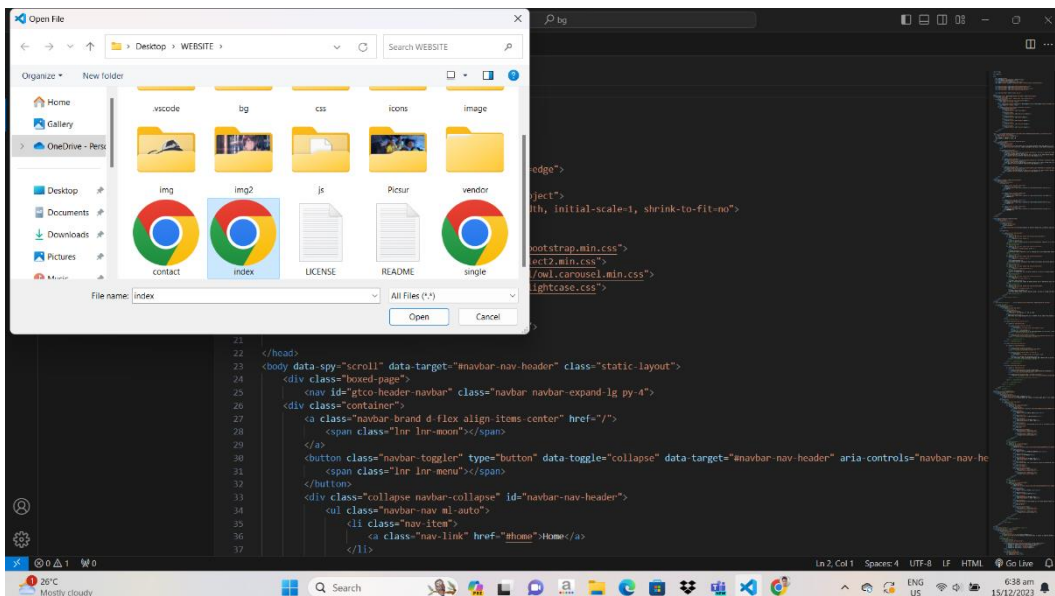 Open File
bg
Desktop > WEBSITE >
Search WEBSITE
Organize
New folder
Home
Gallery
OneDrive - Persc
Desktop
Documents
Downloads
Pictures
Music
.vscode
bg
css
icons
image
img
img2
js
Picsur
vendor
contact
index
LICENSE
README
single
File name: index
All Files (*.*)
Open
Cancel
edge">
ject">
dth, initial-scale=1, shrink-to-fit=no">
ootstrap.min.css">
ect2.min.css">
/owl.carousel.min.css">
ightcase.css">
>
21
22 </head>
23 <body data-spy="scroll" data-target="#navbar-nav-header" class="static-layout">
24 <div class="boxed-page">
25 <nav id="gtco-header-navbar" class="navbar navbar-expand-lg py-4">
26 <div class="container">
27 <a class="navbar-brand d-flex align-items-center" href="/">
28 <span class="lnr lnr-moon"></span>
29 </a>
30 <button class="navbar-toggler" type="button" data-toggle="collapse" data-target="#navbar-nav-header" aria-controls="navbar-nav-he
31 <span class="lnr lnr-menu"></span>
32 </button>
33 <div class="collapse navbar-collapse" id="navbar-nav-header">
34 <ul class="navbar-nav ml-auto">
35 <li class="nav-item">
36 <a class="nav-link" href="#home">Home</a>
37 </li>
0 1 0
Ln 2, Col 1 Spaces: 4 UTF-8 LF HTML Go Live
1
26°C
Mostly cloudy
Search
ENG
US
6:38 am
15/12/2023